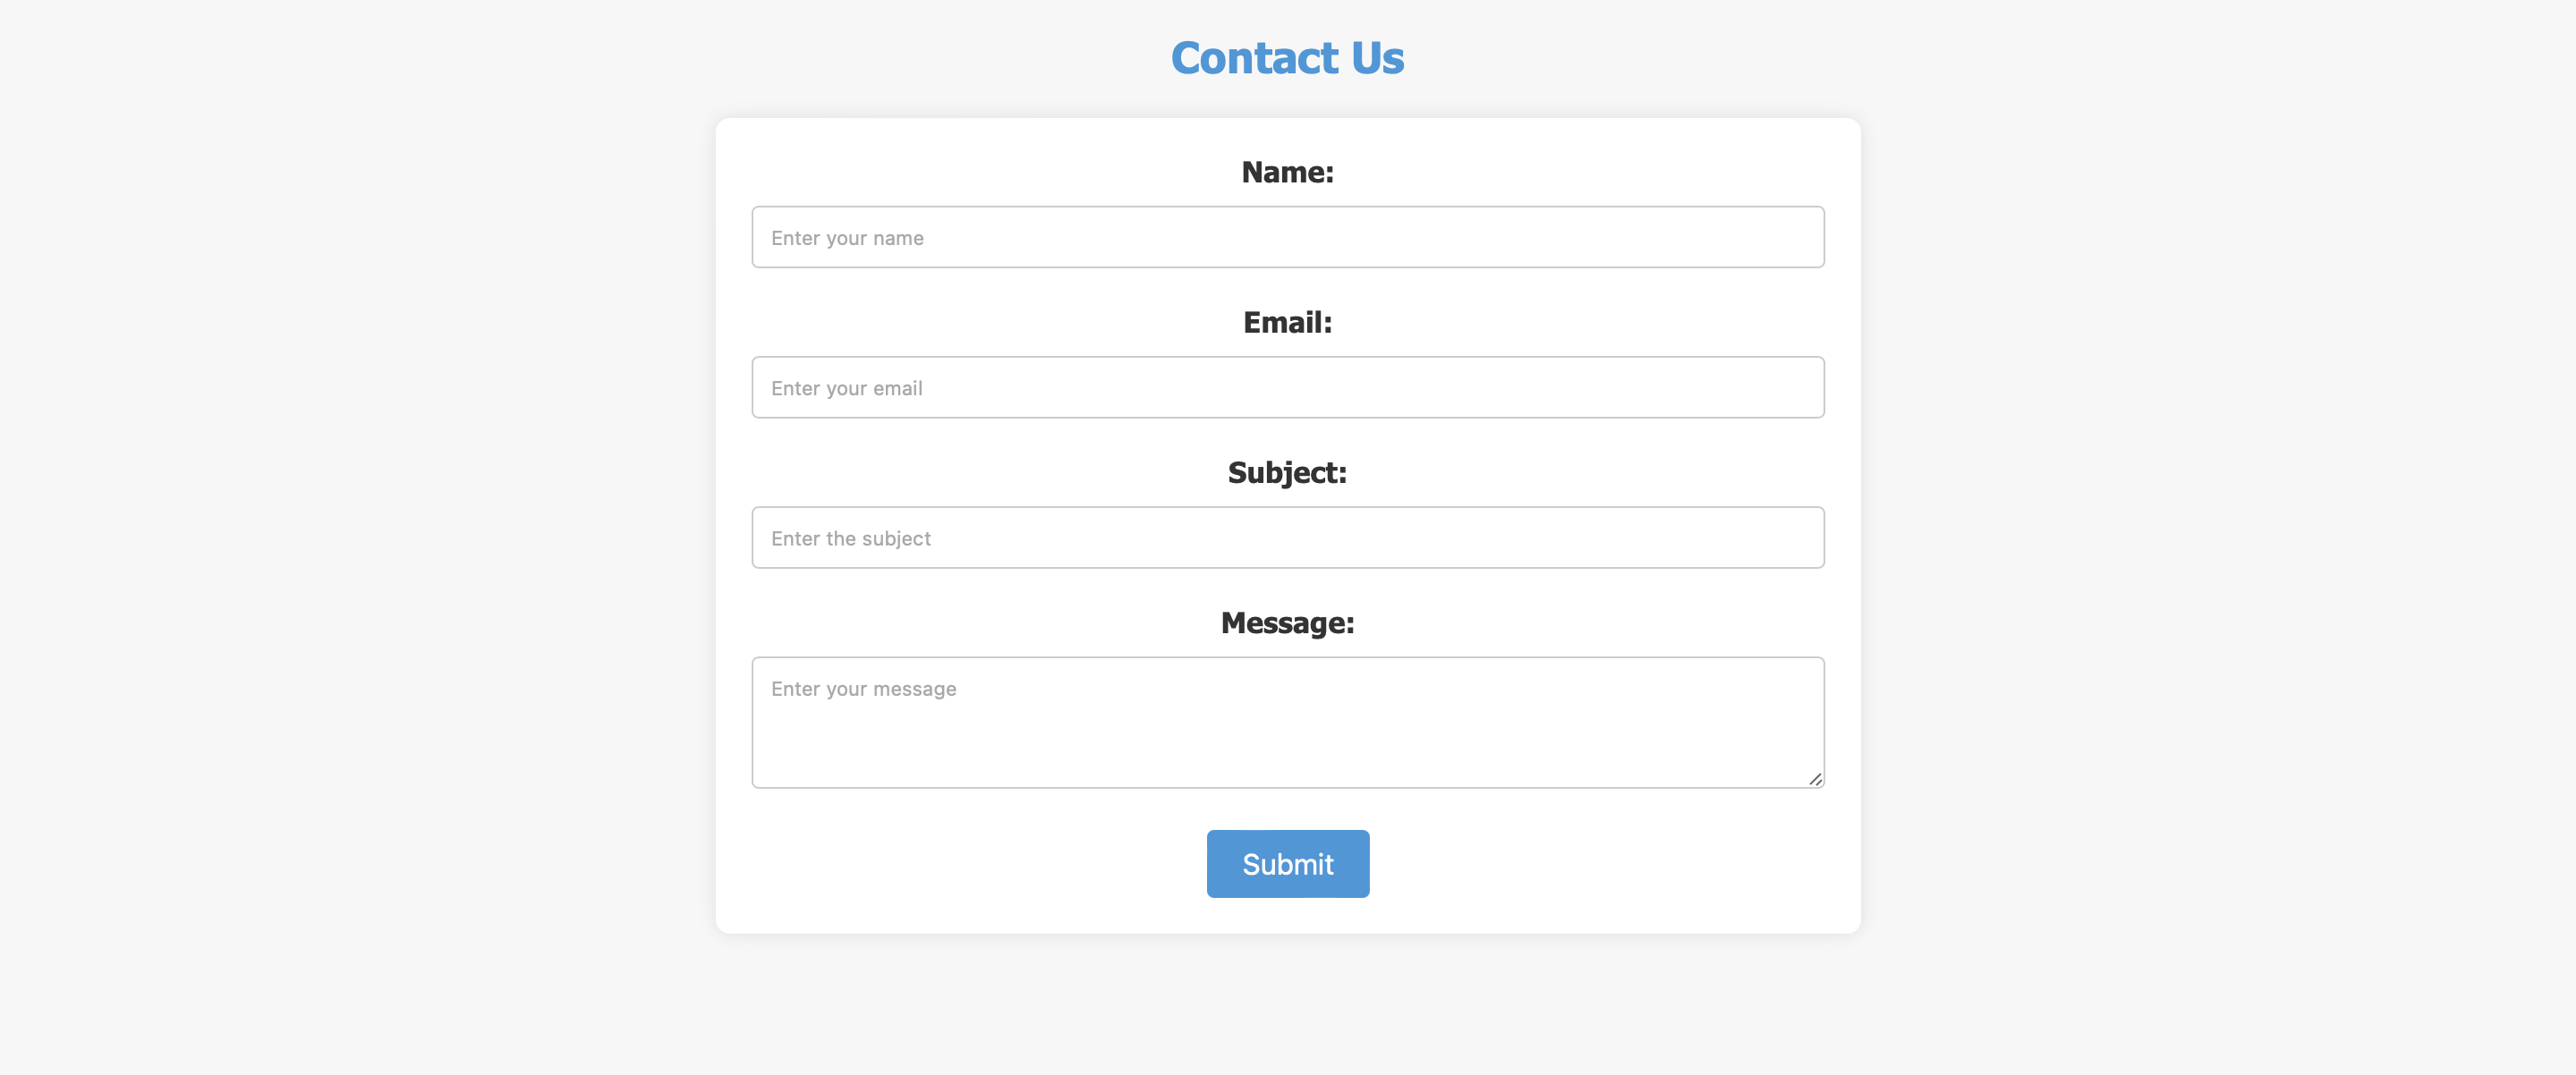 Contact Us
Name:
Enter your name
Email:
Enter your email
Subject:
Enter the subject
Message:
Enter your message
Submit